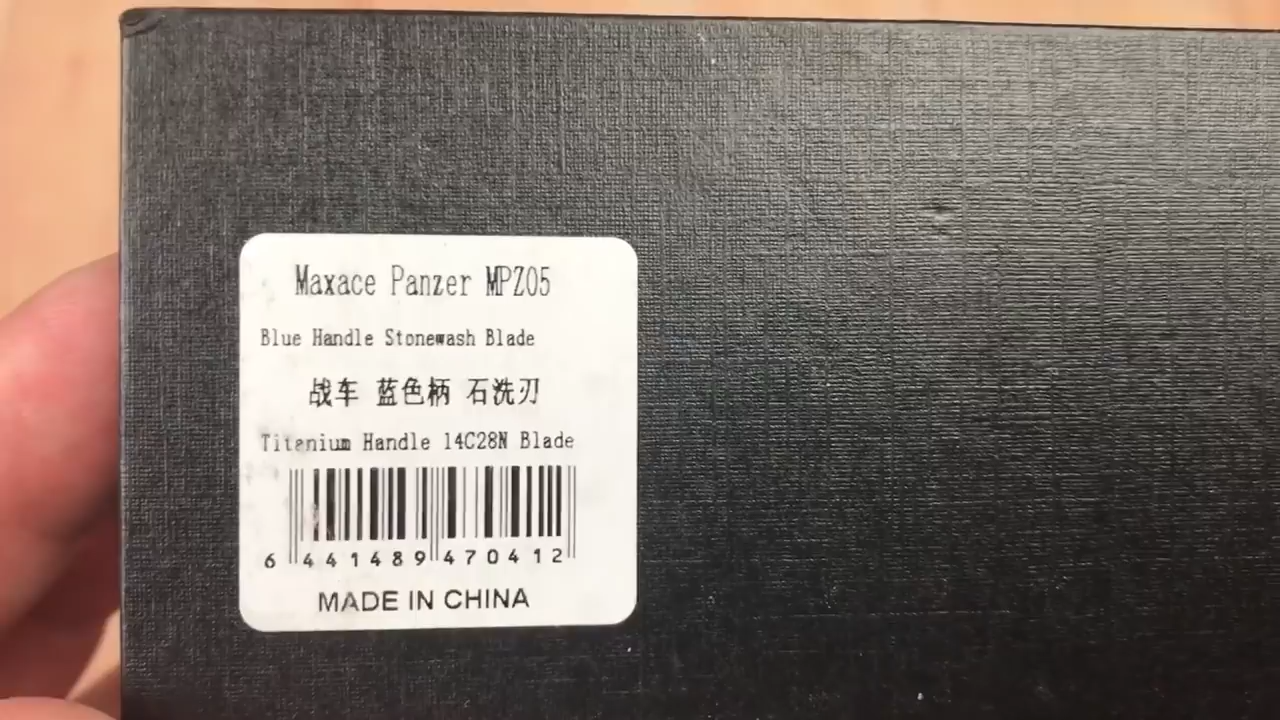 Maxace Panzer MPZ05
Blue Handle Stonewash Blade
战车 蓝色柄 石洗刃
Titanium Handle 14C28N Blade
6 441489 470412
MADE IN CHINA